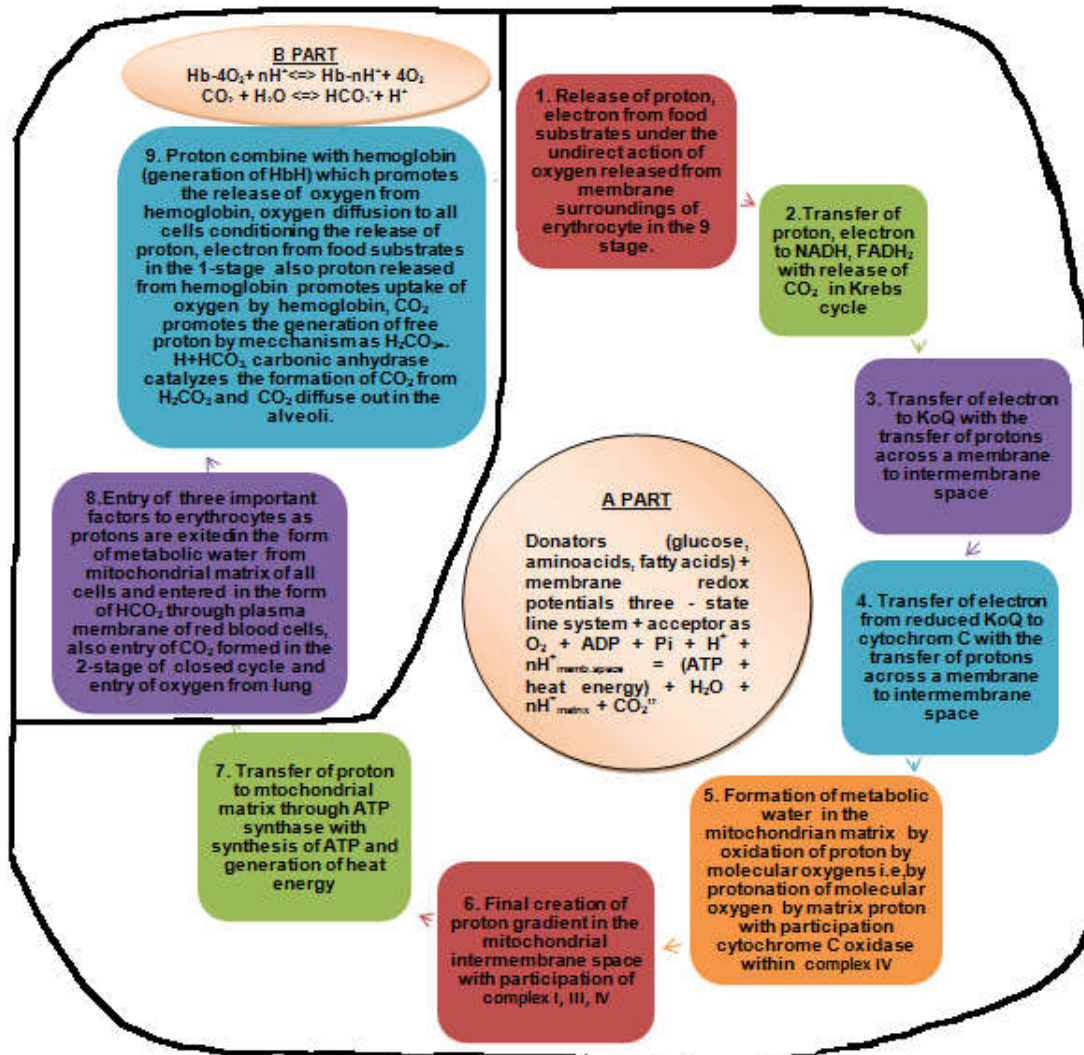 B PART
Hb-4O₂+ nH⁺<=> Hb-nH⁺+ 4O₂
CO₂ + H₂O <=> HCO₃⁻+ H⁺
1. Release of proton,
electron from food
substrates under the
undirect action of
oxygen released from
membrane
surroundings of
erythrocyte in the 9
stage.
2.Transfer of
proton, electron
to NADH, FADH₂
with release of
CO₂ in Krebs
cycle
3. Transfer of electron
to KoQ with the
transfer of protons
across a membrane
to intermembrane
space
4. Transfer of electron
from reduced KoQ to
cytochrom C with the
transfer of protons
across a membrane
to intermembrane
space
5. Formation of metabolic
water in the
mitochondrian matrix by
oxidation of proton by
molecular oxygens i.e,by
protonation of molecular
oxygen by matrix proton
with participation
cytochrome C oxidase
within complex IV
6. Final creation of
proton gradient in the
mitochondrial
intermembrane space
with participation of
complex I, III, IV
7. Transfer of proton
to mtochondrial
matrix through ATP
synthase with
synthesis of ATP and
generation of heat
energy
8.Entry of three important
factors to erythrocytes as
protons are exitedin the form
of metabolic water from
mitochondrial matrix of all
cells and entered in the form
of HCO₃ through plasma
membrane of red blood cells,
also entry of CO₂ formed in the
2-stage of closed cycle and
entry of oxygen from lung
9. Proton combine with hemoglobin
(generation of HbH) which promotes
the release of oxygen from
hemoglobin, oxygen diffusion to all
cells conditioning the release of
proton, electron from food substrates
in the 1-stage also proton released
from hemoglobin promotes uptake of
oxygen by hemoglobin, CO₂
promotes the generation of free
proton by mecchanism as H₂CO₃
H+HCO₃, carbonic anhydrase
catalyzes the formation of CO₂ from
H₂CO₃ and CO₂ diffuse out in the
alveoli.
A PART
Donators (glucose,
aminoacids, fatty acids) +
membrane redox
potentials three - state
line system + acceptor as
O₂ + ADP + Pi + H⁺ +
nH⁺memb.space = (ATP +
heat energy) + H₂O +
nH⁺matrix + CO₂”